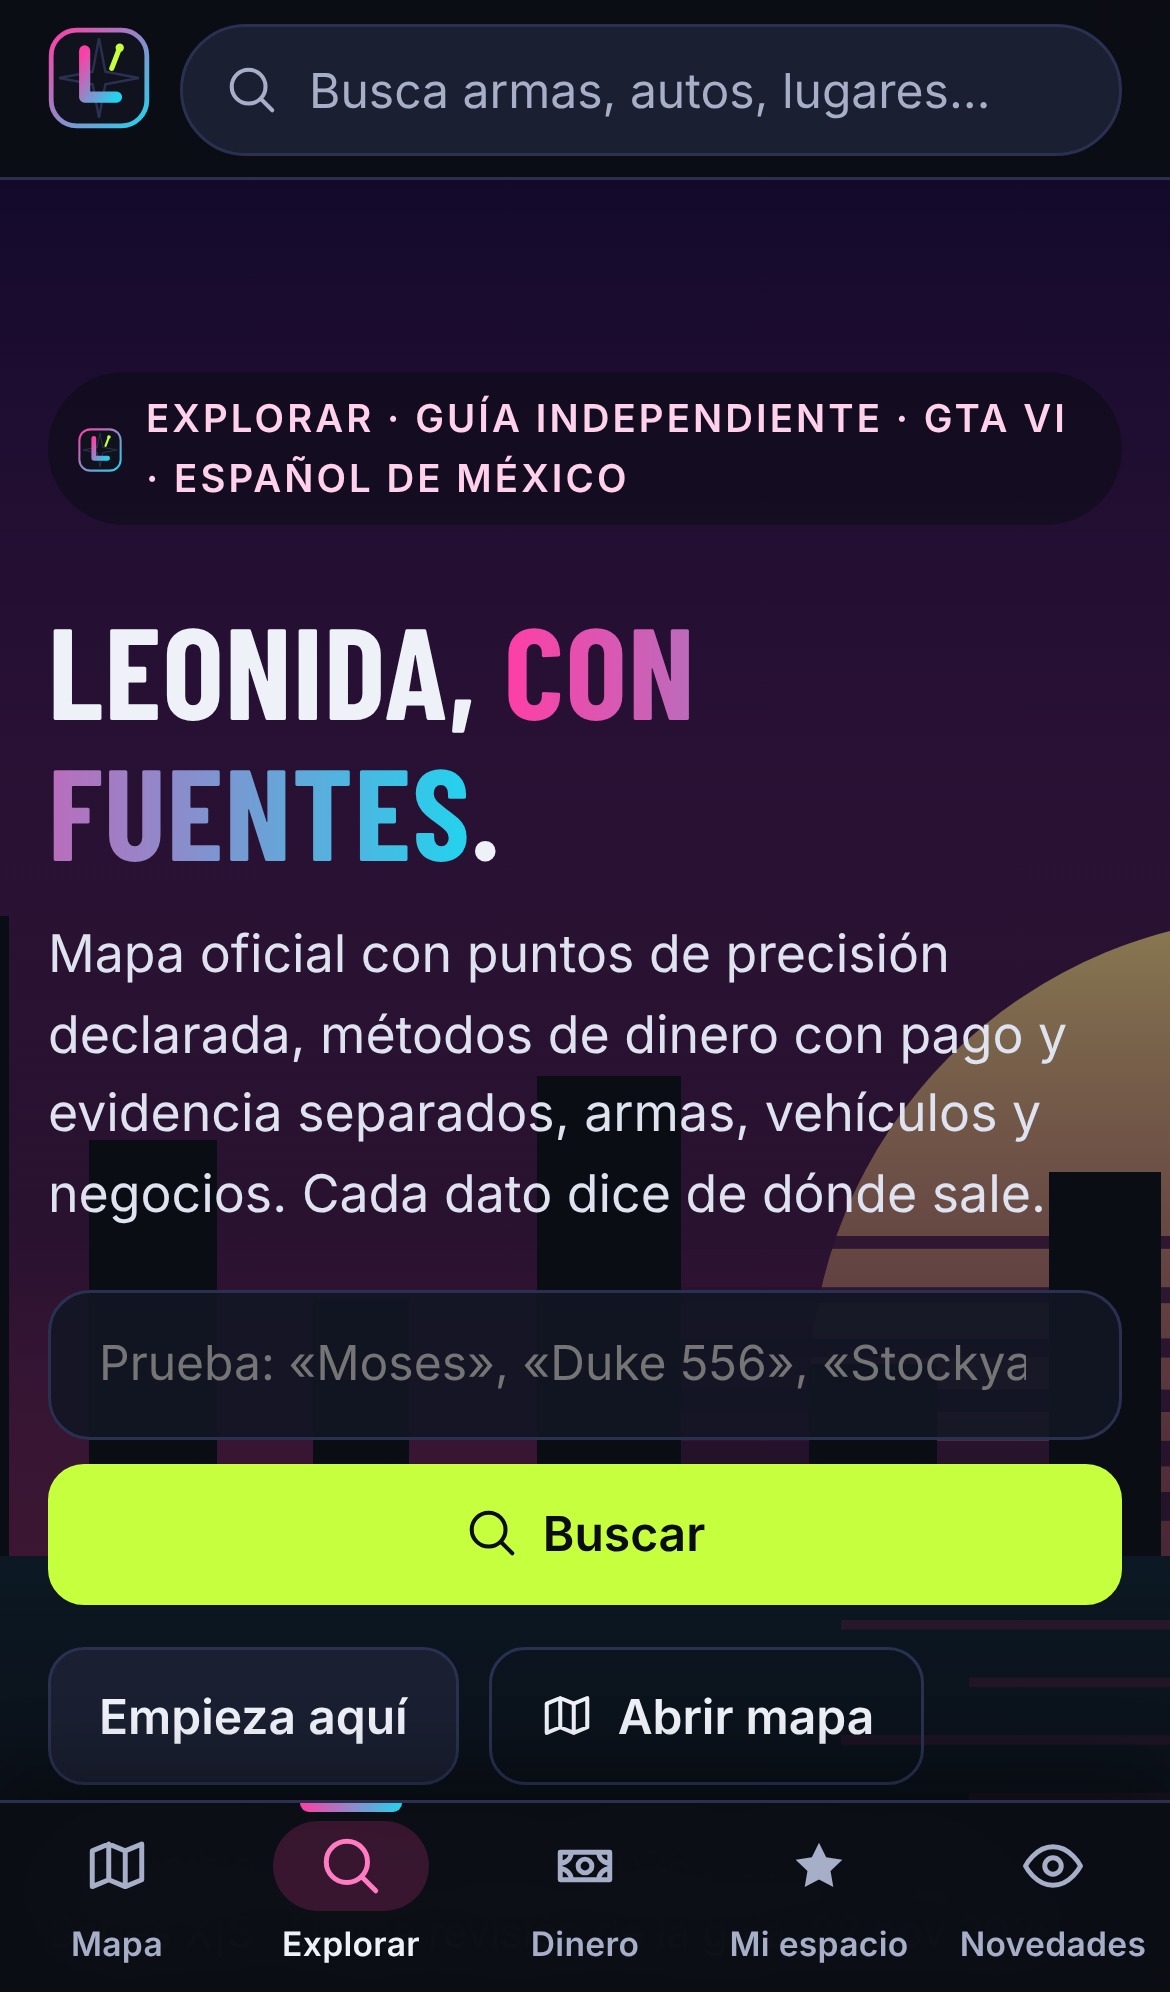 Busca armas, autos, lugares...
EXPLORAR · GUÍA INDEPENDIENTE · GTA VI
· ESPAÑOL DE MÉXICO
LEONIDA, CON
FUENTES.
Mapa oficial con puntos de precisión
declarada, métodos de dinero con pago y
evidencia separados, armas, vehículos y
negocios. Cada dato dice de dónde sale.
Prueba: «Moses», «Duke 556», «Stockya
Buscar
Empieza aquí
Abrir mapa
Mapa
Explorar
Dinero
Mi espacio
Novedades